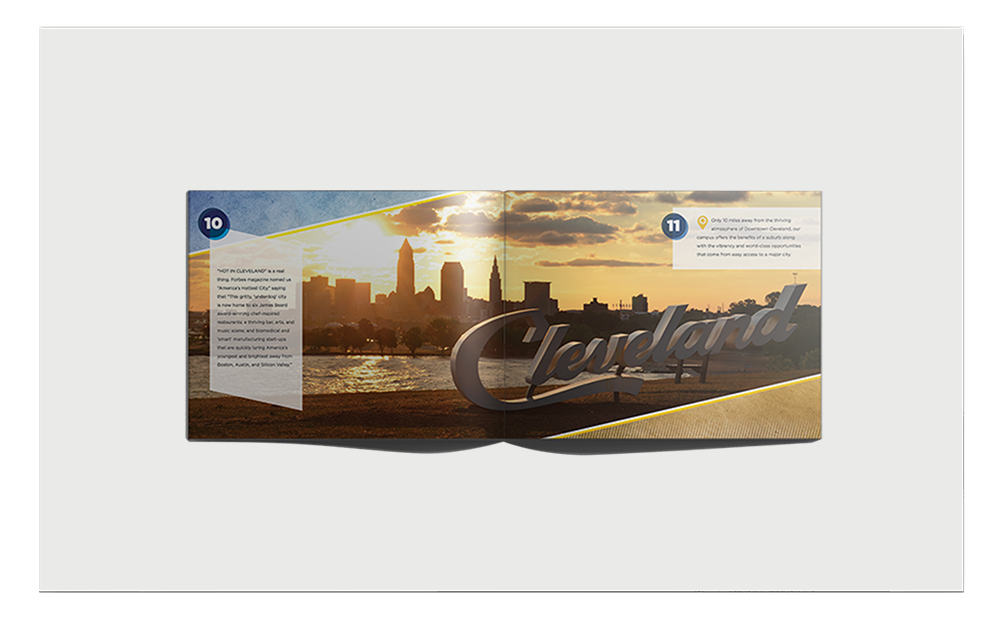 10
"HOT IN CLEVELAND" is a real
thing. Forbes magazine named us
"America's Hottest City," saying
that "This gritty, 'underdog' city
is now home to six James Beard
award-winning chef-inspired
restaurants; a thriving bar, arts, and
music scene; and biomedical and
'smart' manufacturing start-ups
that are quickly luring America's
youngest and brightest away from
Boston, Austin, and Silicon Valley."
11
Only 10 miles away from the thriving
atmosphere of Downtown Cleveland, our
campus offers the benefits of a suburb along
with the vibrancy and world-class opportunities
that come from easy access to a major city.
Cleveland